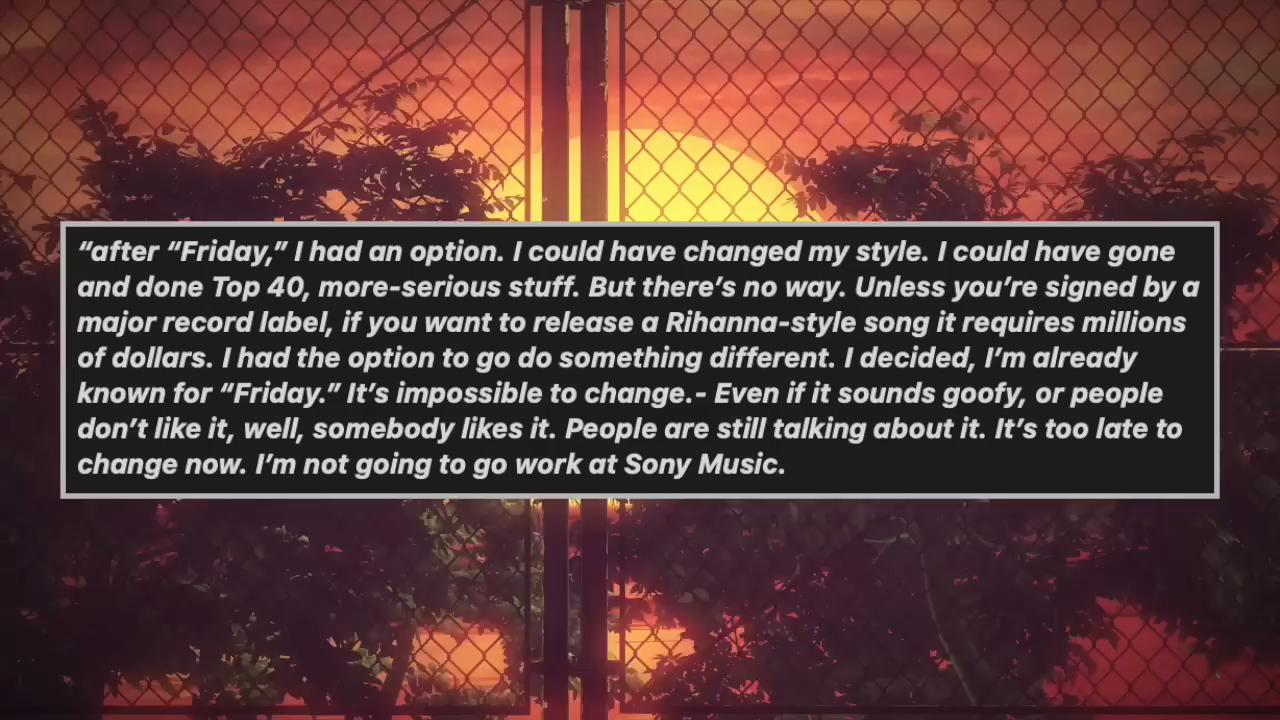 “after “Friday,” I had an option. I could have changed my style. I could have gone
and done Top 40, more-serious stuff. But there’s no way. Unless you’re signed by a
major record label, if you want to release a Rihanna-style song it requires millions
of dollars. I had the option to go do something different. I decided, I’m already
known for “Friday.” It’s impossible to change.- Even if it sounds goofy, or people
don’t like it, well, somebody likes it. People are still talking about it. It’s too late to
change now. I’m not going to go work at Sony Music.